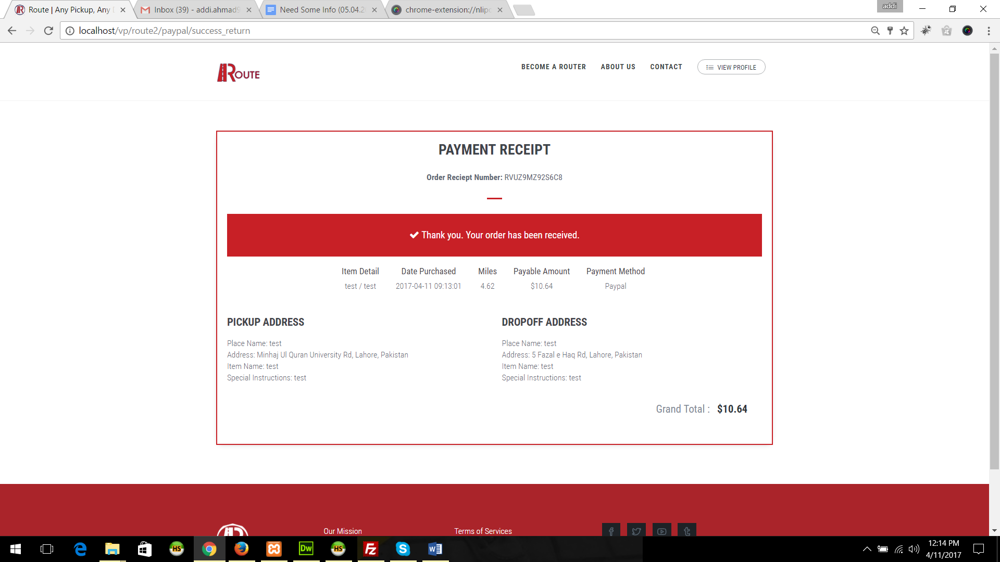 Route | Any Pickup, Any
Inbox (39) - addi.ahmad9
Need Some Info (05.04.2
chrome-extension://nlipc
addi
localhost/vp/route2/paypal/success_return
ROUTE
BECOME A ROUTER
ABOUT US
CONTACT
VIEW PROFILE
PAYMENT RECEIPT
Order Reciept Number: RVUZ9MZ92S6C8
Thank you. Your order has been received.
Item Detail Date Purchased Miles Payable Amount Payment Method
test / test 2017-04-11 09:13:01 4.62 $10.64 Paypal
PICKUP ADDRESS
Place Name: test
Address: Minhaj Ul Quran University Rd, Lahore, Pakistan
Item Name: test
Special Instructions: test
DROPOFF ADDRESS
Place Name: test
Address: 5 Fazal e Haq Rd, Lahore, Pakistan
Item Name: test
Special Instructions: test
Grand Total : $10.64
Our Mission
Terms of Services
HS
Dw
HS
Fz
12:14 PM
4/11/2017